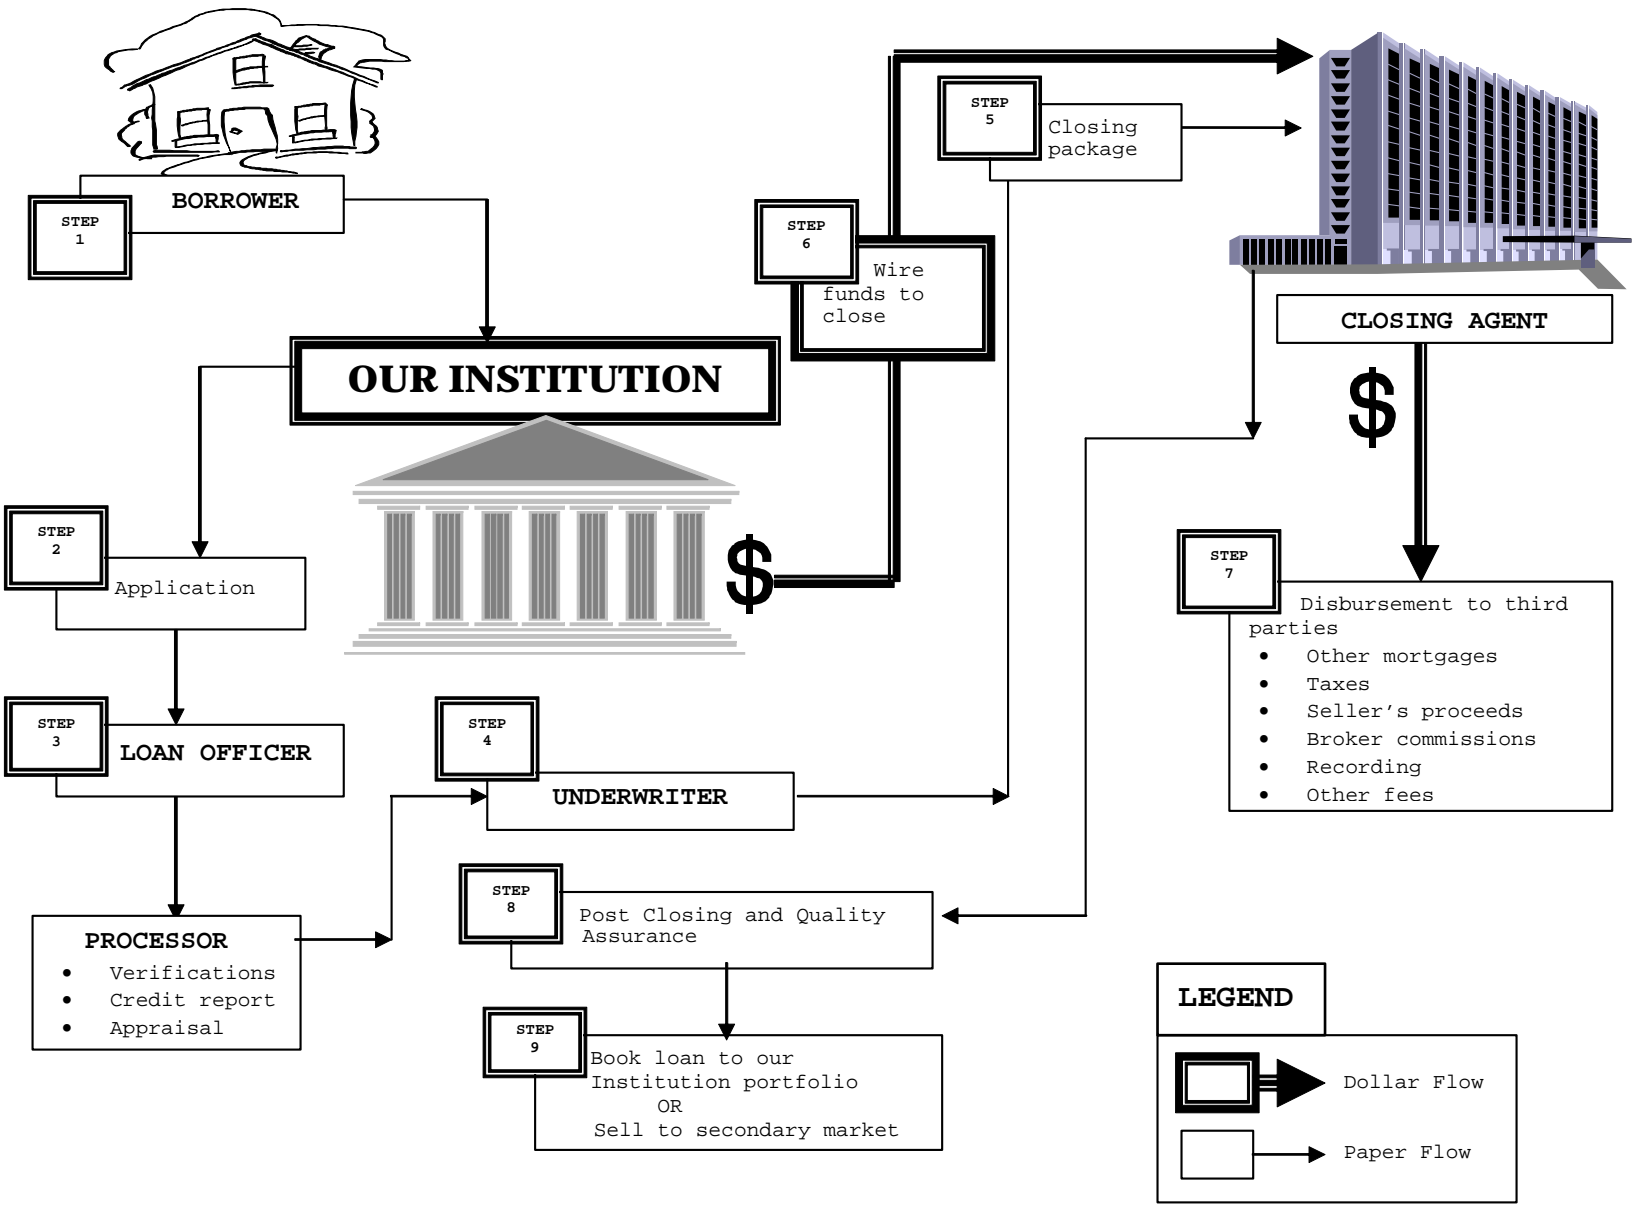 STEP
1
BORROWER
OUR INSTITUTION
STEP
2
Application
STEP
3
LOAN OFFICER
PROCESSOR
• Verifications
• Credit report
• Appraisal
STEP
4
UNDERWRITER
STEP
5
Closing
package
STEP
6
Wire
funds to
close
$
CLOSING AGENT
$
STEP
7
Disbursement to third
parties
• Other mortgages
• Taxes
• Seller’s proceeds
• Broker commissions
• Recording
• Other fees
STEP
8
Post Closing and Quality
Assurance
STEP
9
Book loan to our
Institution portfolio
OR
Sell to secondary market
LEGEND
Dollar Flow
Paper Flow